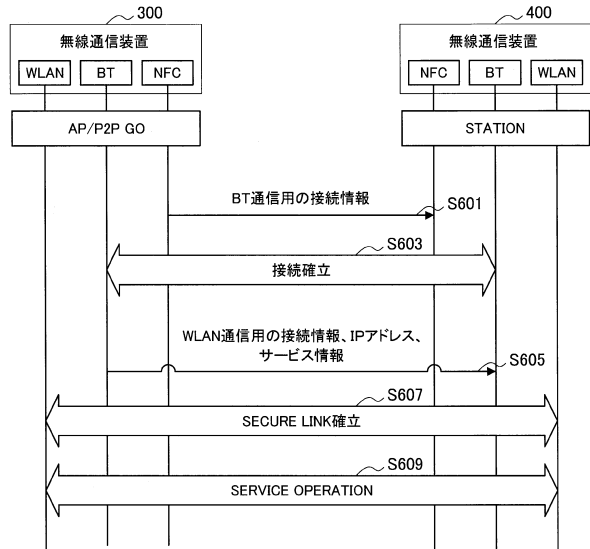 300
無線通信装置
WLAN BT NFC
AP/P2P GO
400
無線通信装置
NFC BT WLAN
STATION
BT通信用の接続情報
S601
S603
接続確立
WLAN通信用の接続情報、IPアドレス、
サービス情報
S605
S607
SECURE LINK確立
S609
SERVICE OPERATION